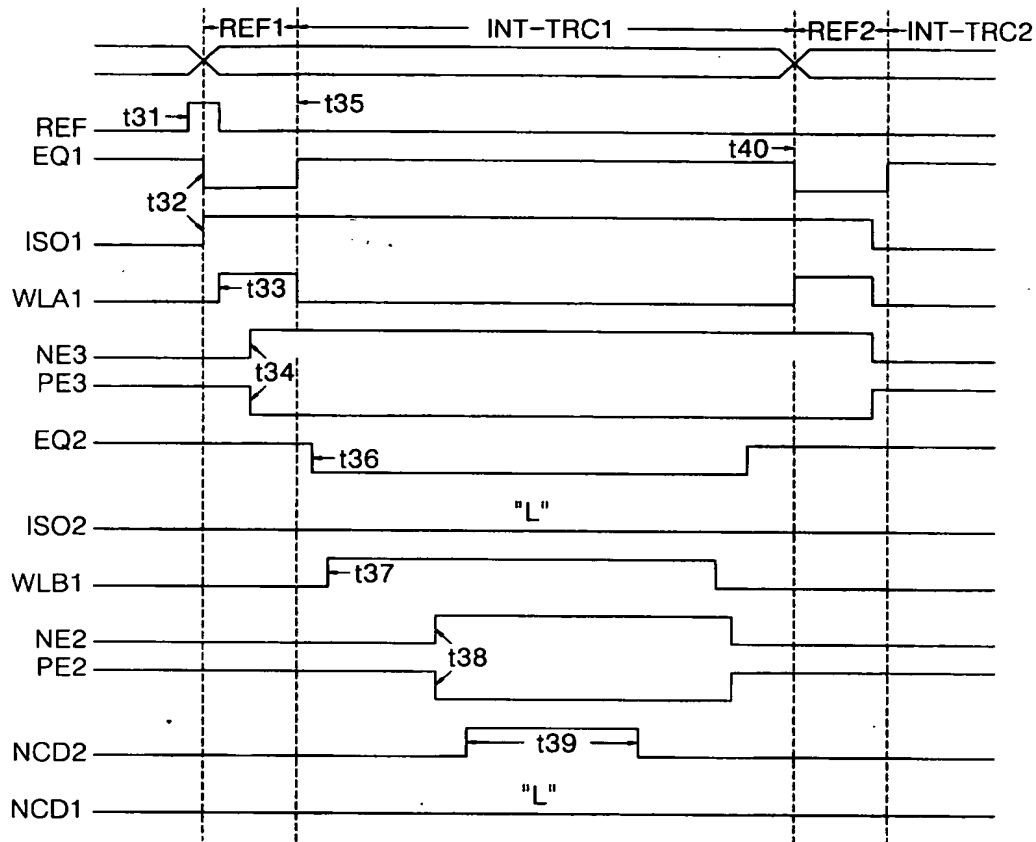 REF1 INT-TRC1 REF2 INT-TRC2
t31 t35
REF
EQ1 t40
t32
ISO1
WLA1 t33
NE3
t34
PE3
EQ2
t36
"L"
ISO2
WLB1 t37
NE2
t38
PE2
NCD2 t39
"L"
NCD1